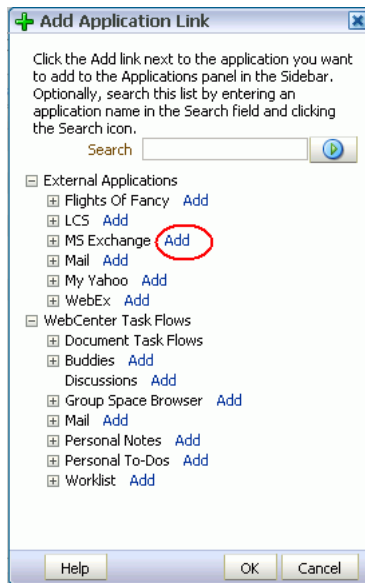 Add Application Link
Click the Add link next to the application you want
to add to the Applications panel in the Sidebar.
Optionally, search this list by entering an
application name in the Search field and clicking
the Search icon.
Search
External Applications
Flights Of Fancy Add
LCS Add
MS Exchange Add
Mail Add
My Yahoo Add
WebEx Add
WebCenter Task Flows
Document Task Flows
Buddies Add
Discussions Add
Group Space Browser Add
Mail Add
Personal Notes Add
Personal To-Dos Add
Worklist Add
Help OK Cancel